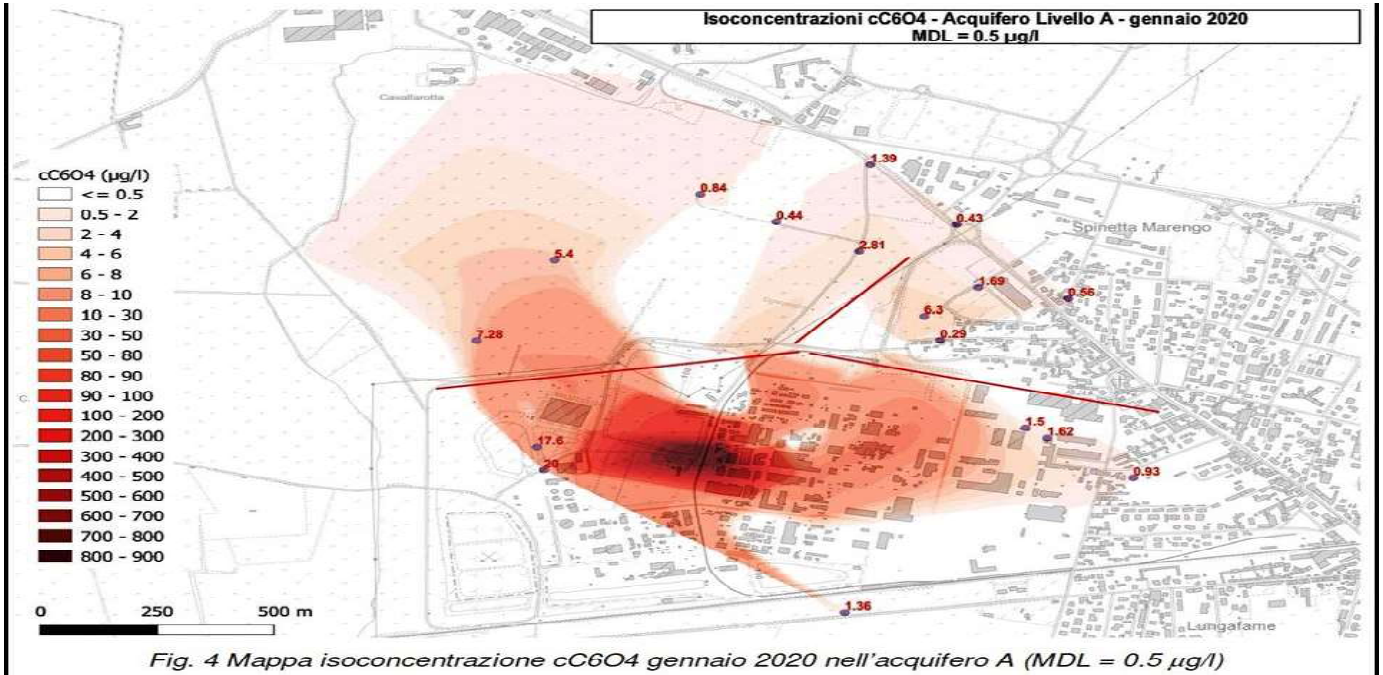 Isoconcentrazioni cC6O4 - Acquifero Livello A - gennaio 2020
MDL = 0.5 µg/l
Cavallarotta
cC6O4 (µg/l)
<= 0.5
0.5 - 2
2 - 4
4 - 6
6 - 8
8 - 10
10 - 30
30 - 50
50 - 80
80 - 90
90 - 100
100 - 200
200 - 300
300 - 400
400 - 500
500 - 600
600 - 700
700 - 800
800 - 900
1.39
0.84
0.44
0.43
Spinetta Marengo
2.81
5.4
1.69
0.56
6.3
0.29
7.28
1.5
1.62
17.6
20
0.93
1.36
Lungafame
0 250 500 m
Fig. 4 Mappa isoconcentrazione cC6O4 gennaio 2020 nell'acquifero A (MDL = 0.5 µg/l)